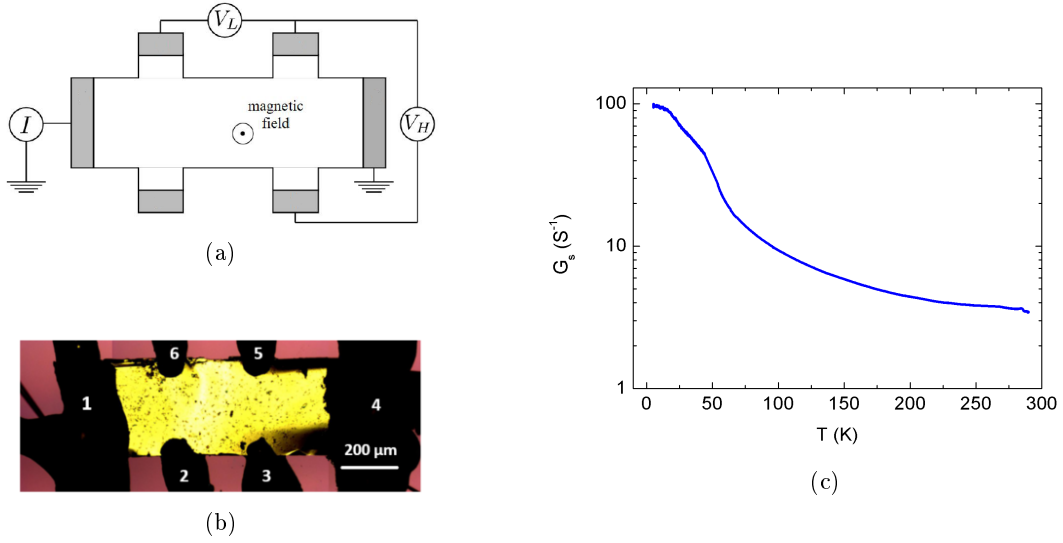 V_L
magnetic
field
I
V_H
(a)
6 5
1 4
200 μm
2 3
(b)
100
10
1
G_s (S^-1)
0 50 100 150 200 250 300
T (K)
(c)